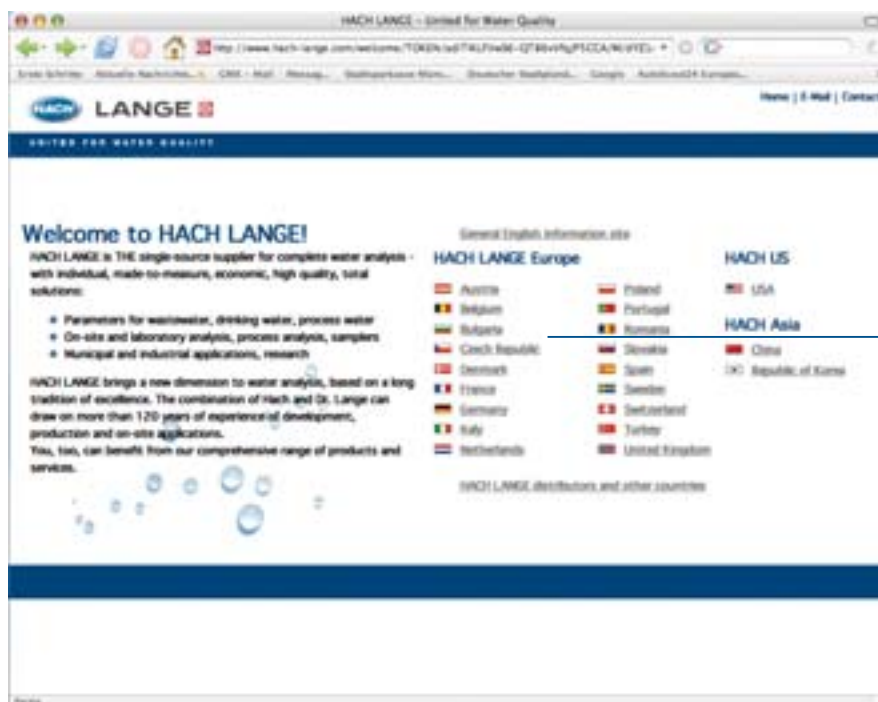 HACH LANGE - United for Water Quality
Home | E-Mail | Contact
HACH LANGE
UNITED FOR WATER QUALITY
Welcome to HACH LANGE!
HACH LANGE is THE single-source supplier for complete water analysis -
with individual, made-to-measure, economic, high quality, total
solutions:
Parameters for wastewater, drinking water, process water
On-site and laboratory analysis, process analysis, samplers
Municipal and industrial applications, research
HACH LANGE brings a new dimension to water analysis, based on a long
tradition of excellence. The combination of Hach and Dr. Lange can
draw on more than 120 years of experience of development,
production and on-site applications.
You, too, can benefit from our comprehensive range of products and
services.
General English information site
HACH LANGE Europe
Austria
Belgium
Bulgaria
Czech Republic
Denmark
France
Germany
Italy
Netherlands
Poland
Portugal
Romania
Slovakia
Spain
Sweden
Switzerland
Turkey
United Kingdom
HACH LANGE distributors and other countries
HACH US
USA
HACH Asia
China
Republic of Korea